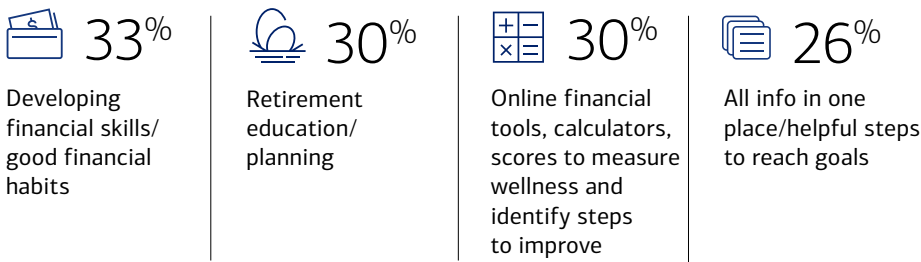 33%
Developing
financial skills/
good financial
habits
30%
Retirement
education/
planning
30%
Online financial
tools, calculators,
scores to measure
wellness and
identify steps
to improve
26%
All info in one
place/helpful steps
to reach goals